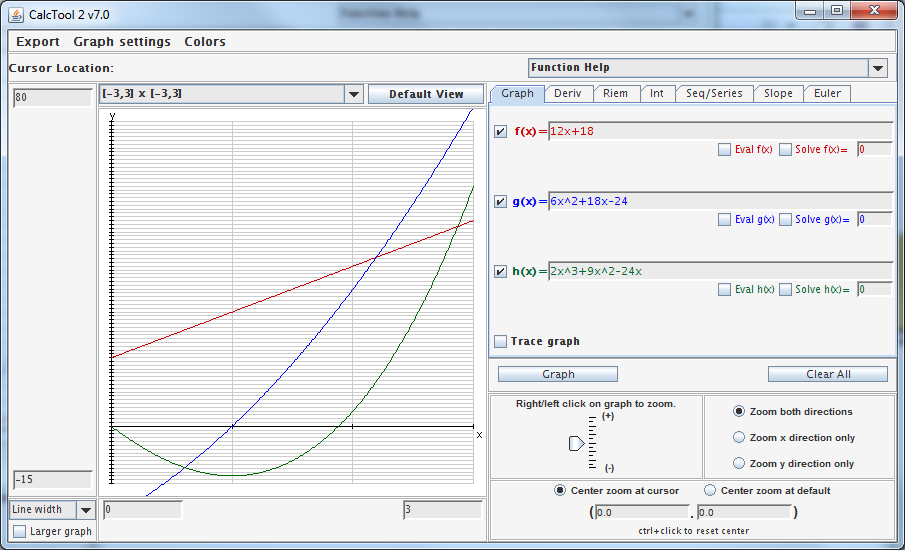 CalcTool 2 v7.0
Export Graph settings Colors
Cursor Location:
Function Help
80
[-3,3] x [-3,3]
Default View
Graph Deriv Riem Int Seq/Series Slope Euler
y
f(x)= 12x+18
Eval f(x) Solve f(x)= 0
g(x)= 6x^2+18x-24
Eval g(x) Solve g(x)= 0
h(x)= 2x^3+9x^2-24x
Eval h(x) Solve h(x)= 0
Trace graph
Graph Clear All
Right/left click on graph to zoom.
(+)
(-)
Zoom both directions
Zoom x direction only
Zoom y direction only
x
-15
Line width
0
3
Larger graph
Center zoom at cursor Center zoom at default
( 0.0 . 0.0 )
ctrl+click to reset center